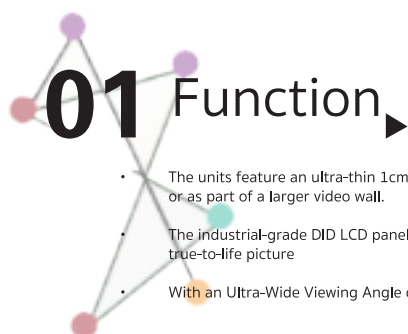 01 Function
• The units feature an ultra-thin 1cm
or as part of a larger video wall.
• The industrial-grade DID LCD panel
true-to-life picture
• With an Ultra-Wide Viewing Angle